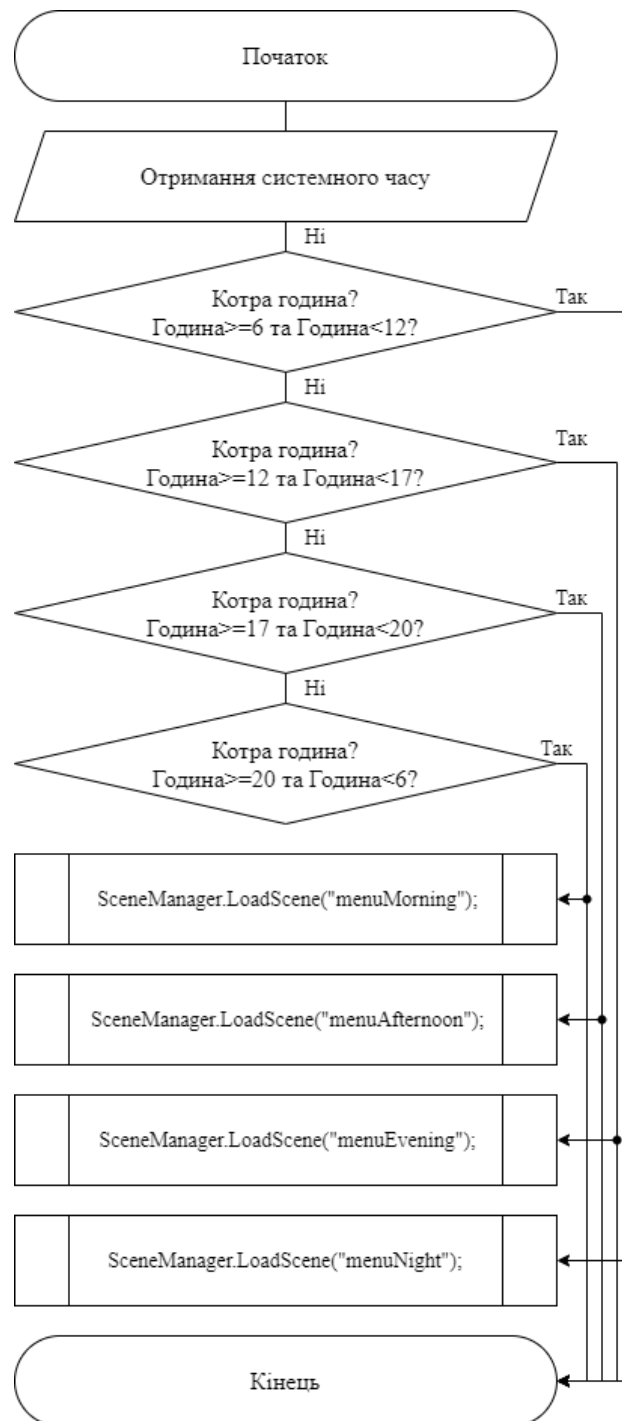 Початок
Отримання системного часу
Ні
Котра година?
Година>=6 та Година<12?
Так
Ні
Котра година?
Година>=12 та Година<17?
Так
Ні
Котра година?
Година>=17 та Година<20?
Так
Ні
Котра година?
Година>=20 та Година<6?
Так
SceneManager.LoadScene("menuMorning");
SceneManager.LoadScene("menuAfternoon");
SceneManager.LoadScene("menuEvening");
SceneManager.LoadScene("menuNight");
Кінець